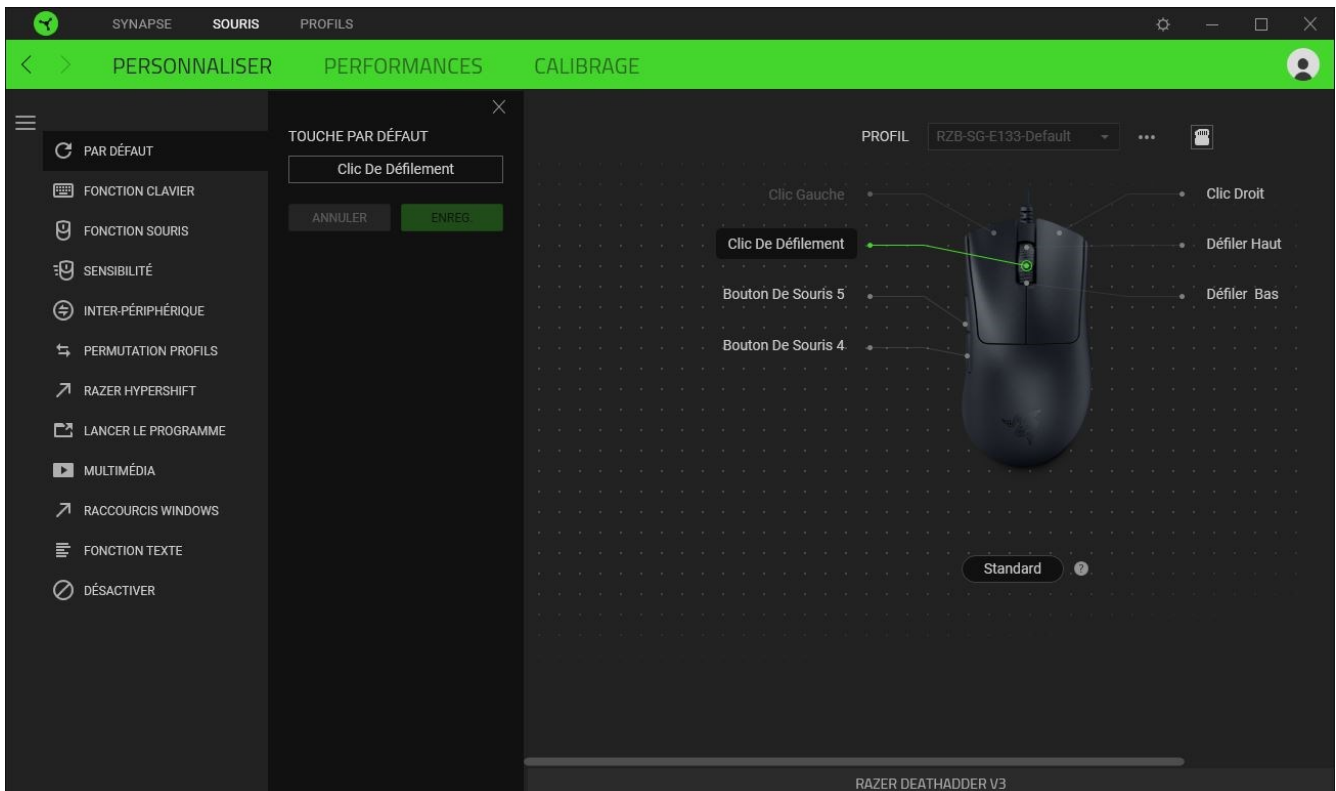 SYNAPSE SOURIS PROFILS
PERSONNALISER PERFORMANCES CALIBRAGE
PAR DÉFAUT
FONCTION CLAVIER
FONCTION SOURIS
SENSIBILITÉ
INTER-PÉRIPHÉRIQUE
PERMUTATION PROFILS
RAZER HYPERSHIFT
LANCER LE PROGRAMME
MULTIMÉDIA
RACCOURCIS WINDOWS
FONCTION TEXTE
DÉSACTIVER
TOUCHE PAR DÉFAUT
Clic De Défilement
ANNULER ENREG.
PROFIL RZB-SG-E133-Default
Clic Gauche Clic Droit
Clic De Défilement Défiler Haut
Bouton De Souris 5 Défiler Bas
Bouton De Souris 4
Standard ?
RAZER DEATHADDER V3